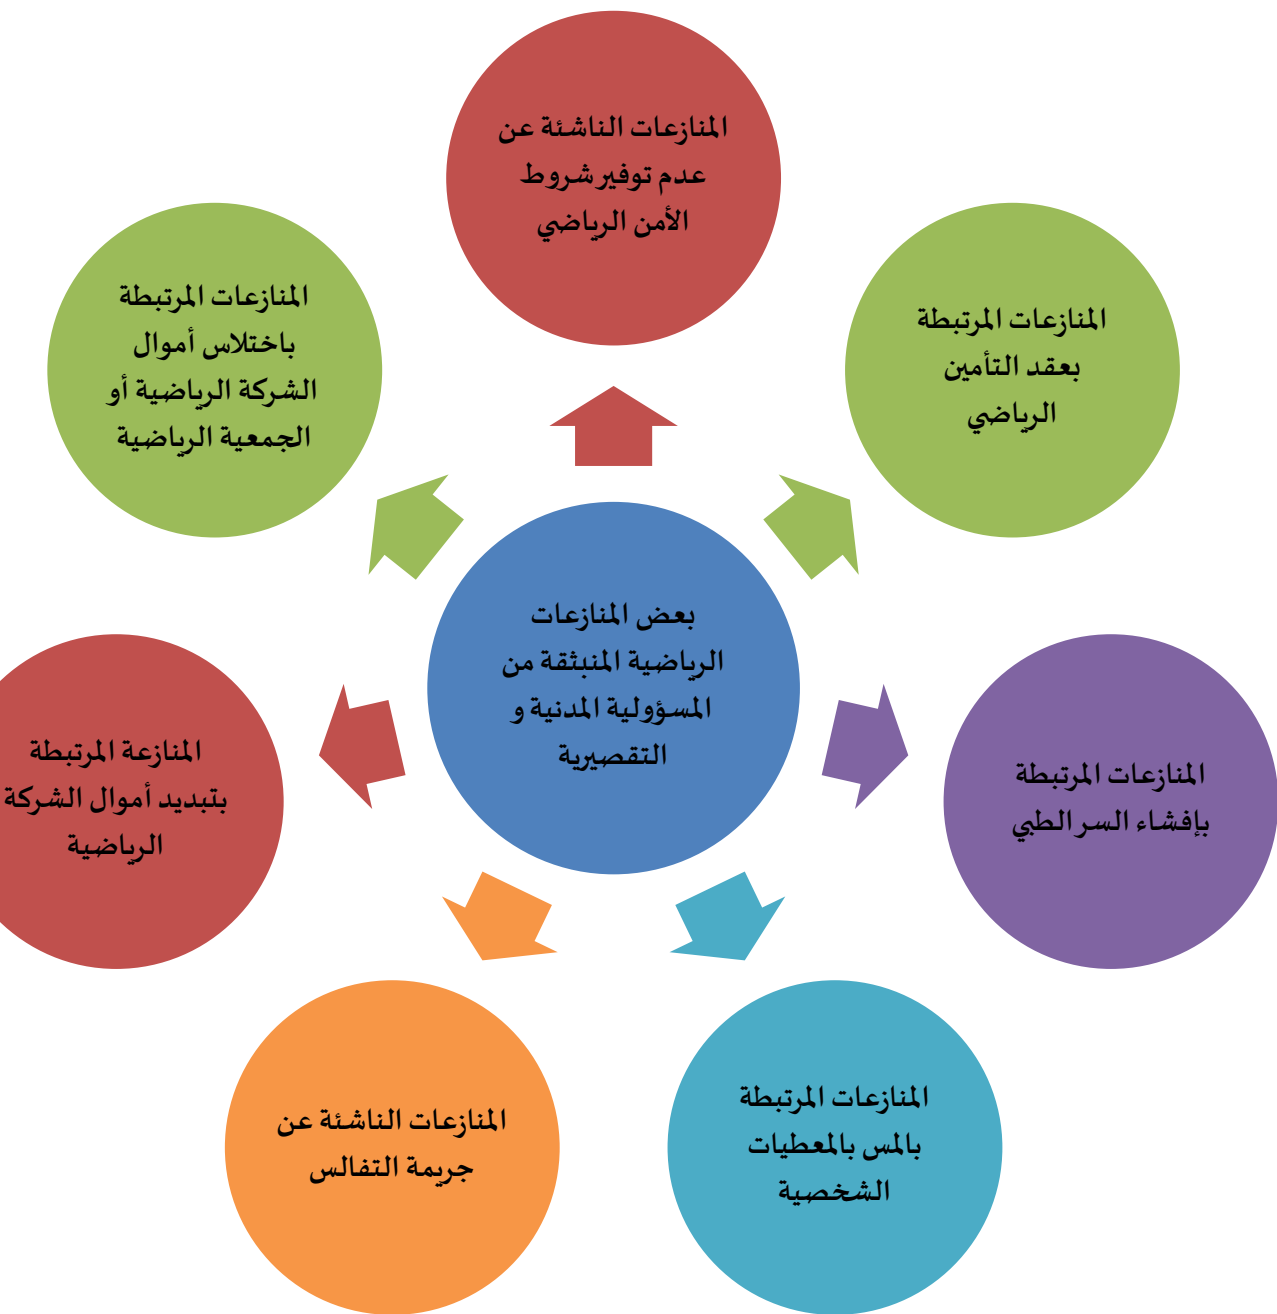 المنازعات الناشئة عن
عدم توفير شروط
الأمن الرياضي
المنازعات المرتبطة
بعقد التأمين
الرياضي
المنازعات المرتبطة
بإفشاء السر الطبي
المنازعات المرتبطة
بالمس بالمعطيات
الشخصية
المنازعات الناشئة عن
جريمة التفالس
المنازعة المرتبطة
بتبديد أموال الشركة
الرياضية
المنازعات المرتبطة
باختلاس أموال
الشركة الرياضية أو
الجمعية الرياضية
بعض المنازعات
الرياضية المنبثقة من
المسؤولية المدنية و
التقصيرية